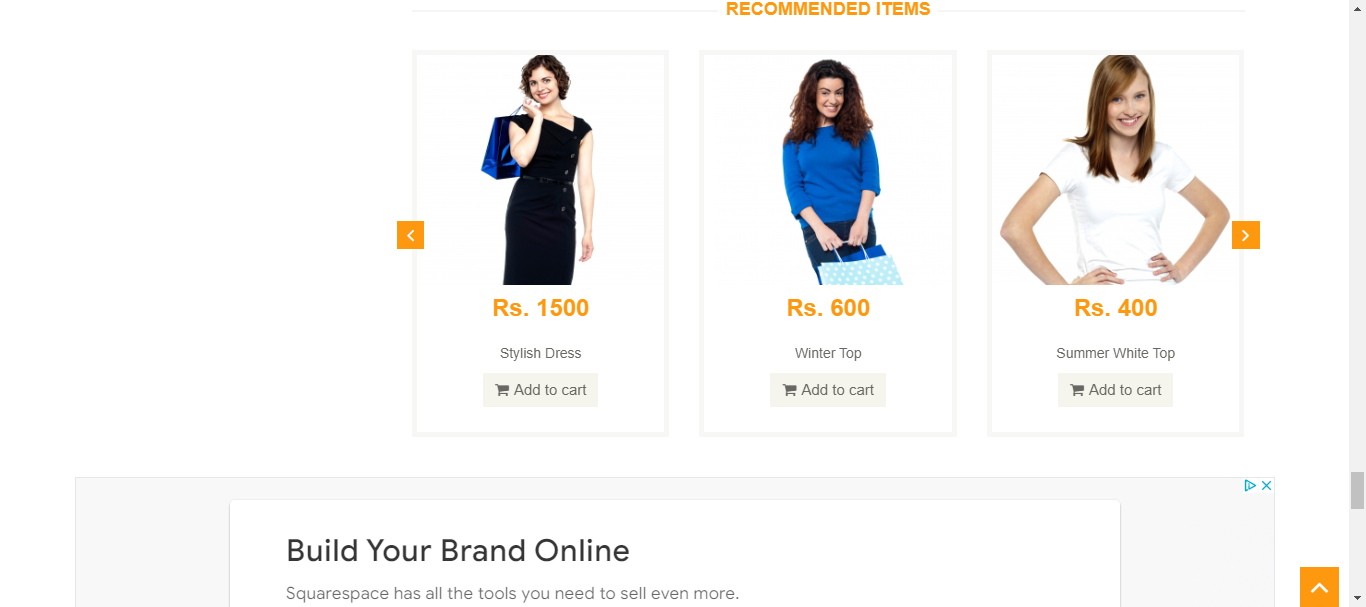 RECOMMENDED ITEMS
Rs. 1500
Rs. 600
Rs. 400
Stylish Dress
Winter Top
Summer White Top
Add to cart
Add to cart
Add to cart
Build Your Brand Online
Squarespace has all the tools you need to sell even more.